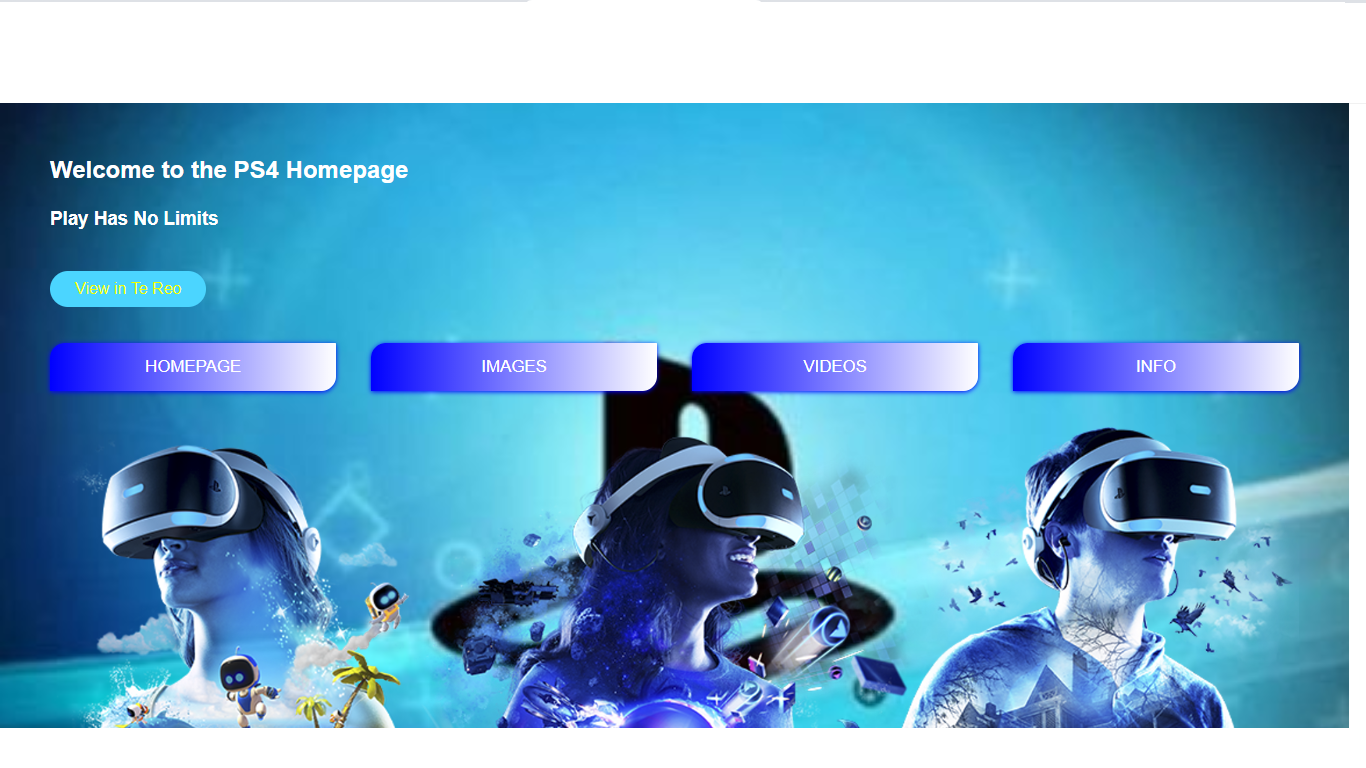 Welcome to the PS4 Homepage
Play Has No Limits
View in Te Reo
HOMEPAGE
IMAGES
VIDEOS
INFO